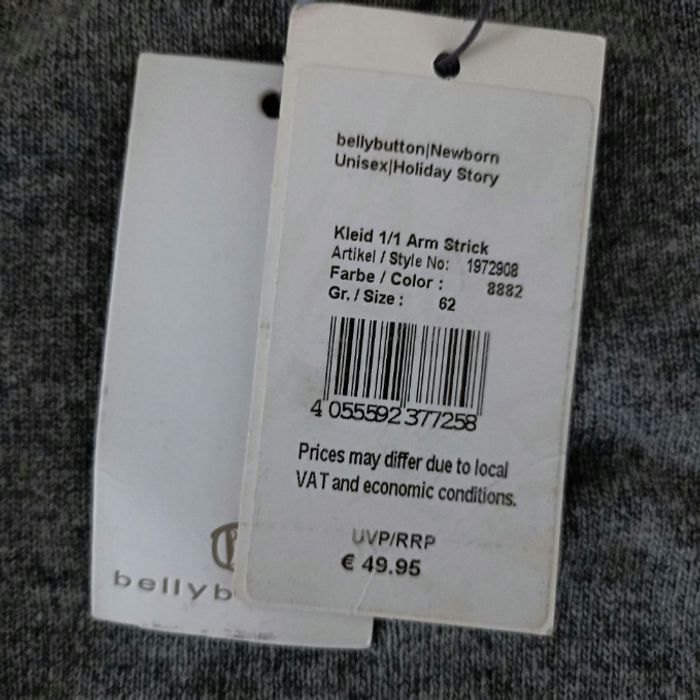 bellybutton|Newborn
Unisex|Holiday Story
Kleid 1/1 Arm Strick
Artikel / Style No: 1972908
Farbe / Color : 8882
Gr. / Size : 62
4 055592 377258
Prices may differ due to local
VAT and economic conditions.
UVP/RRP
€ 49.95
bellyb